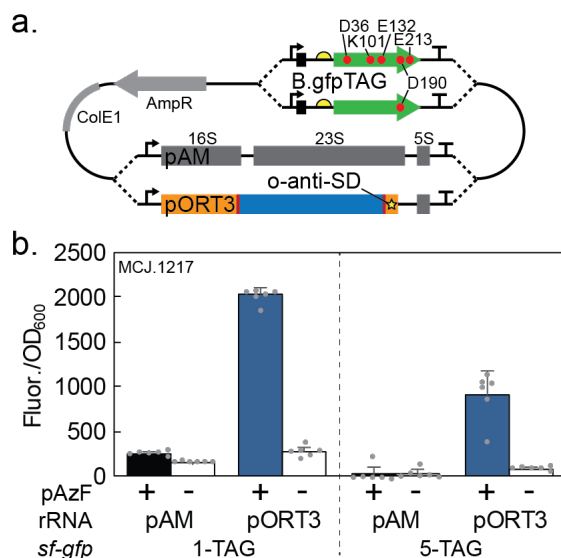 a.
D36 E132
K101 E213
B.gfpTAG
D190
AmpR
ColE1
16S 23S 5S
pAM
o-anti-SD
pORT3
b.
MCJ.1217
Fluor./OD600
2500
2000
1500
1000
500
0
pAzF + - + - + - + -
rRNA pAM pORT3 pAM pORT3
sf-gfp 1-TAG 5-TAG